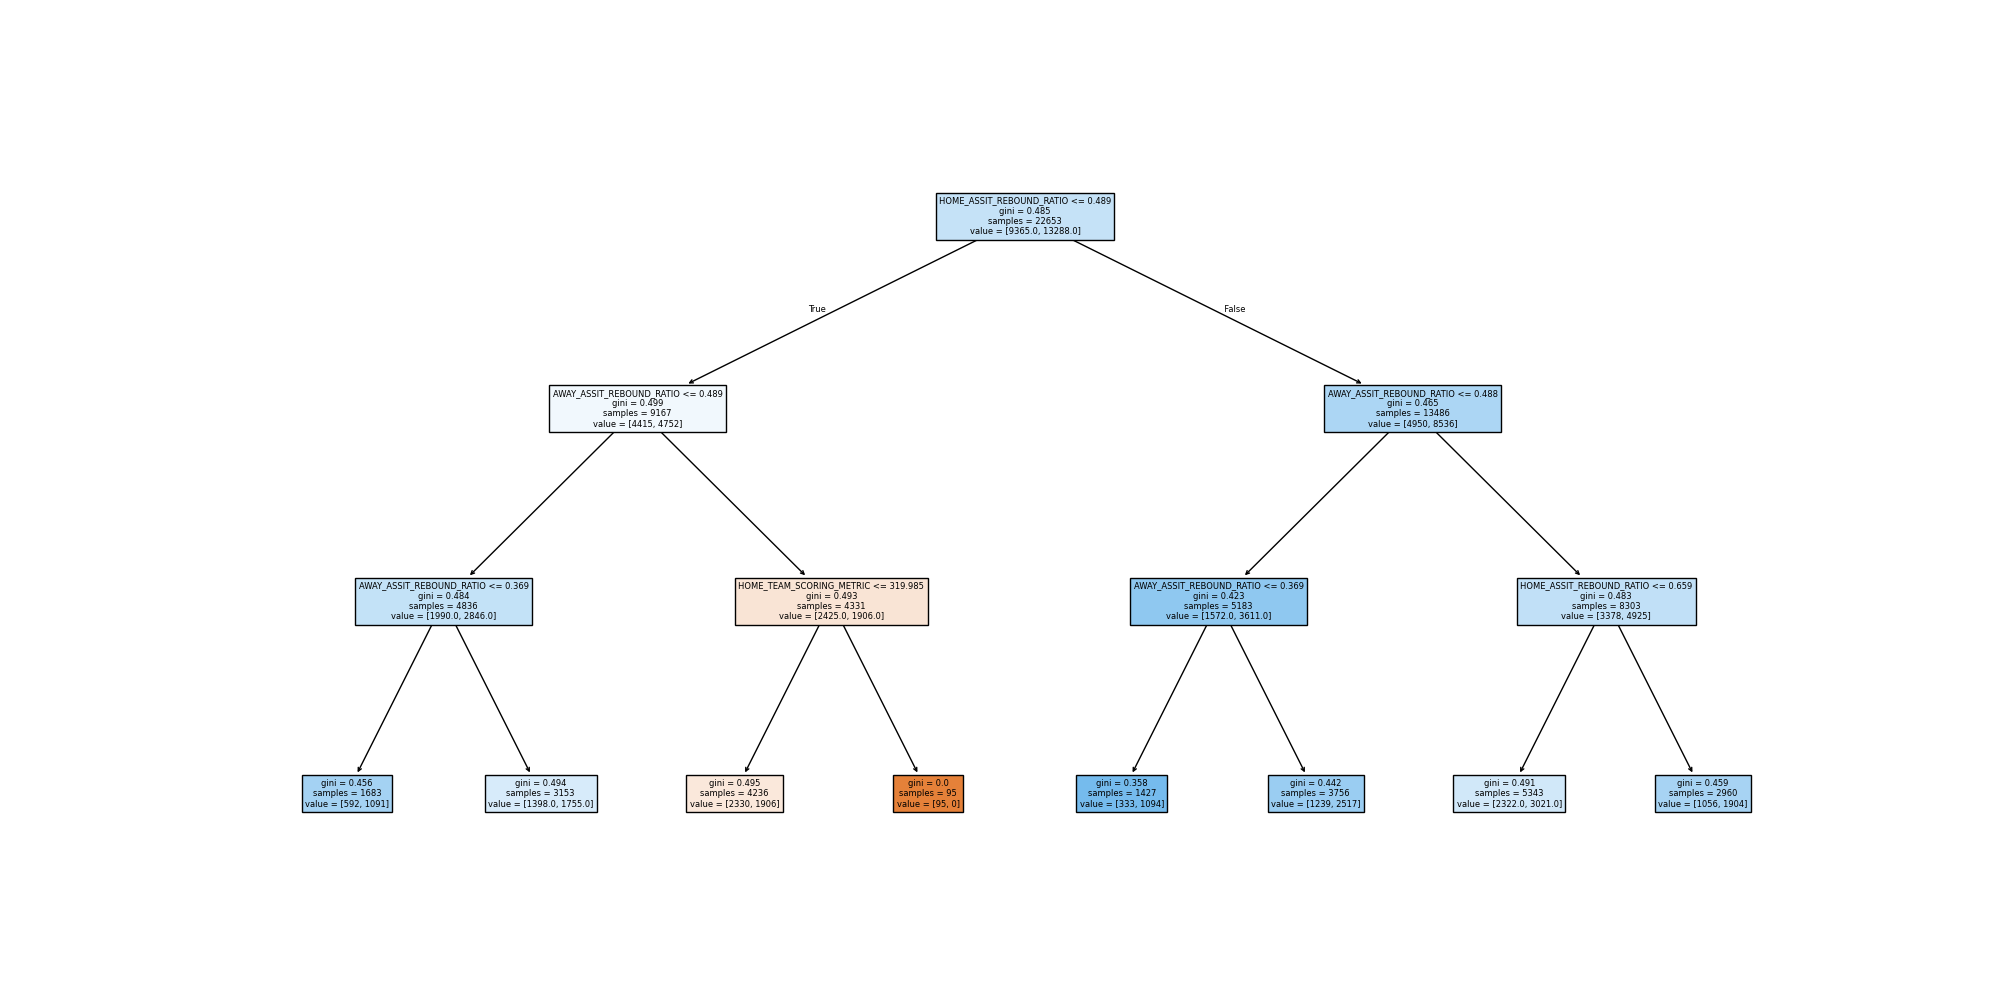 HOME_ASSIT_REBOUND_RATIO <= 0.489
gini = 0.485
samples = 22653
value = [9365.0, 13288.0]
True
False
AWAY_ASSIT_REBOUND_RATIO <= 0.489
gini = 0.499
samples = 9167
value = [4415, 4752]
AWAY_ASSIT_REBOUND_RATIO <= 0.488
gini = 0.465
samples = 13486
value = [4950, 8536]
AWAY_ASSIT_REBOUND_RATIO <= 0.369
gini = 0.484
samples = 4836
value = [1990.0, 2846.0]
HOME_TEAM_SCORING_METRIC <= 319.985
gini = 0.493
samples = 4331
value = [2425.0, 1906.0]
AWAY_ASSIT_REBOUND_RATIO <= 0.369
gini = 0.423
samples = 5183
value = [1572.0, 3611.0]
HOME_ASSIT_REBOUND_RATIO <= 0.659
gini = 0.483
samples = 8303
value = [3378, 4925]
gini = 0.456
samples = 1683
value = [592, 1091]
gini = 0.494
samples = 3153
value = [1398.0, 1755.0]
gini = 0.495
samples = 4236
value = [2330, 1906]
gini = 0.0
samples = 95
value = [95, 0]
gini = 0.358
samples = 1427
value = [333, 1094]
gini = 0.442
samples = 3756
value = [1239, 2517]
gini = 0.491
samples = 5343
value = [2322.0, 3021.0]
gini = 0.459
samples = 2960
value = [1056, 1904]